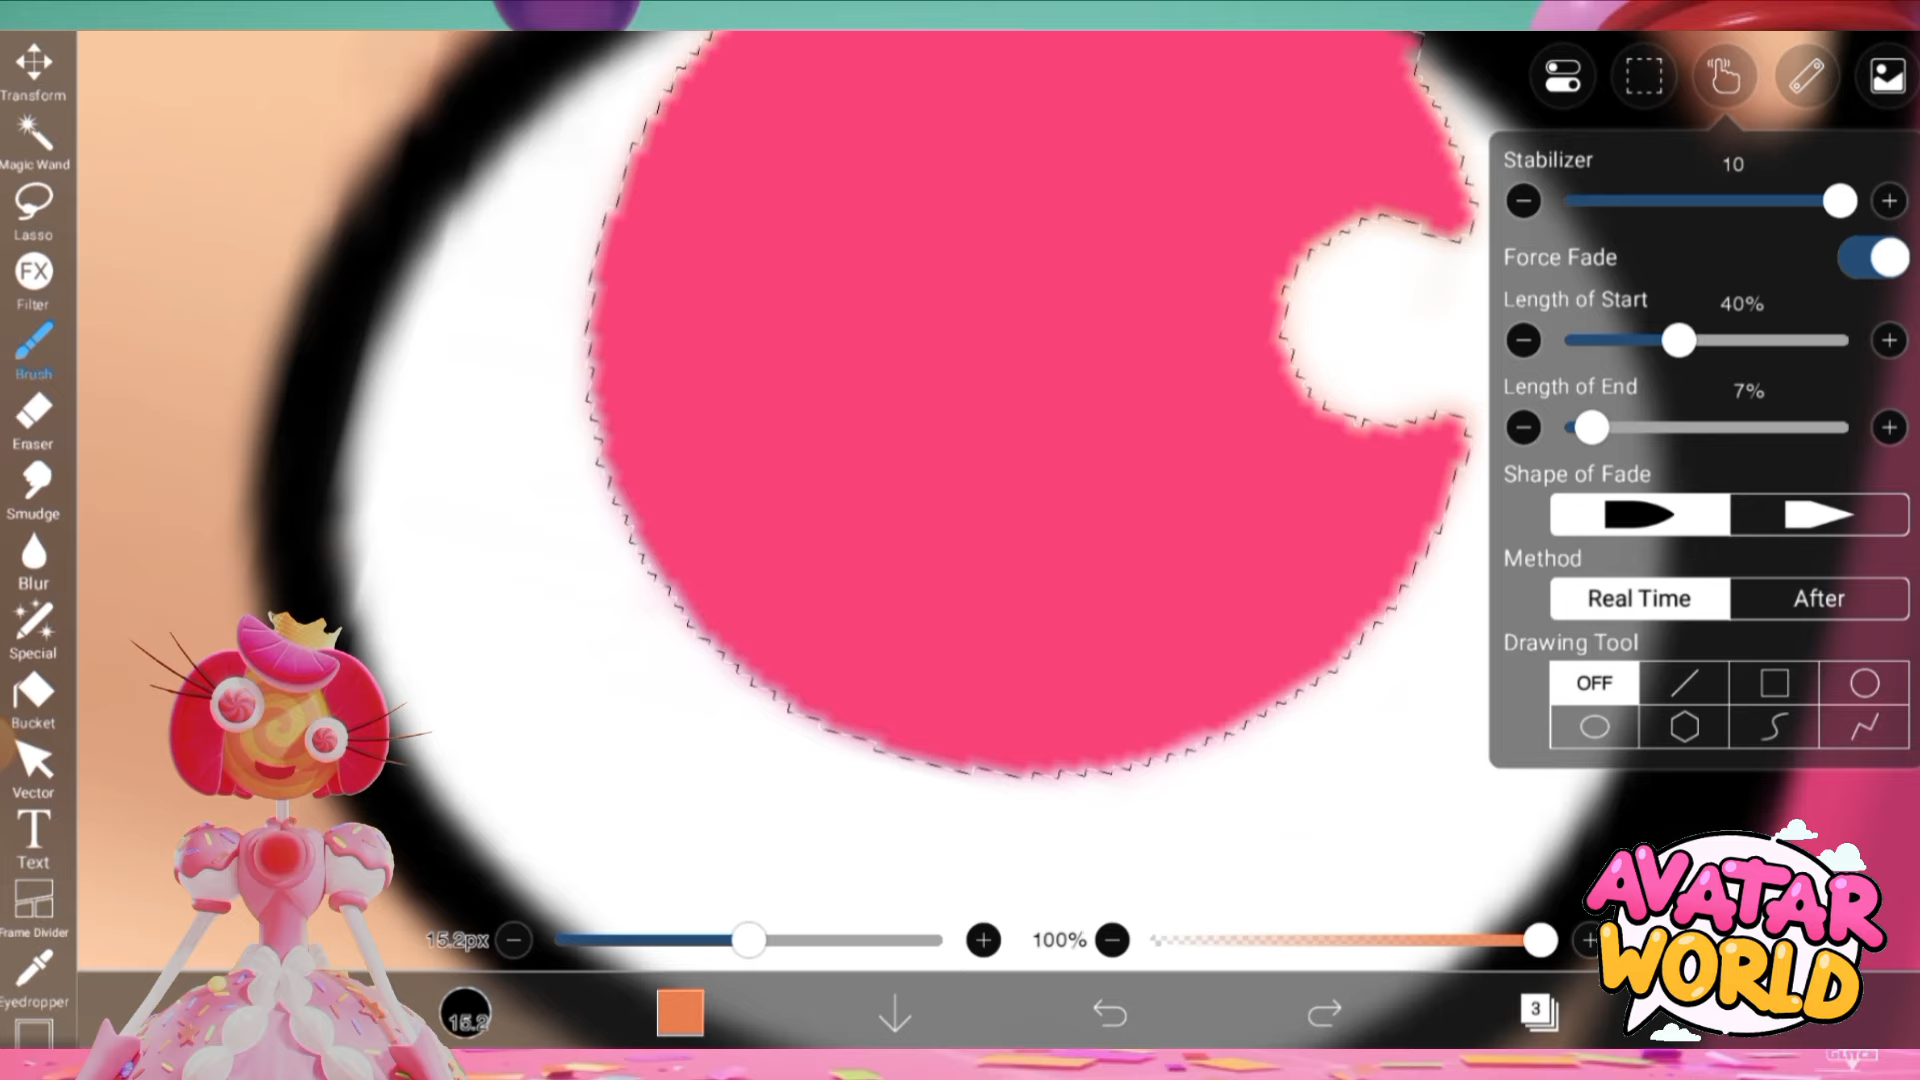 Transform
Magic Wand
Lasso
FX
Filter
Brush
Eraser
Smudge
Blur
Special
Bucket
Vector
T
Text
Frame Divider
Eyedropper
Stabilizer 10
Force Fade
Length of Start 40%
Length of End 7%
Shape of Fade
Method
Real Time After
Drawing Tool
OFF
15.2px 100%
15.2
3
AVATAR
WORLD
GLITCH